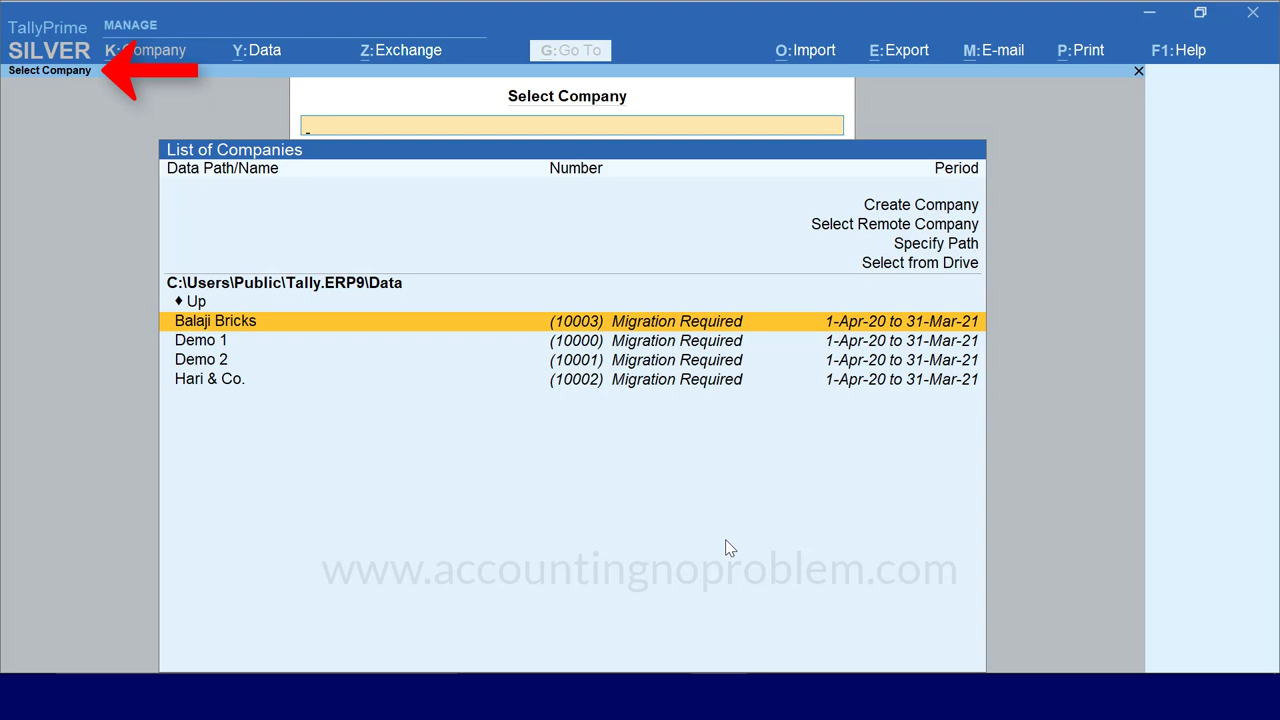 TallyPrime MANAGE
SILVER K:Company Y:Data Z:Exchange G:Go To O:Import E:Export M:E-mail P:Print F1:Help
Select Company
Select Company
List of Companies
Data Path/Name Number Period
Create Company
Select Remote Company
Specify Path
Select from Drive
C:\Users\Public\Tally.ERP9\Data
♦ Up
Balaji Bricks (10003) Migration Required 1-Apr-20 to 31-Mar-21
Demo 1 (10000) Migration Required 1-Apr-20 to 31-Mar-21
Demo 2 (10001) Migration Required 1-Apr-20 to 31-Mar-21
Hari & Co. (10002) Migration Required 1-Apr-20 to 31-Mar-21
www.accountingnoproblem.com